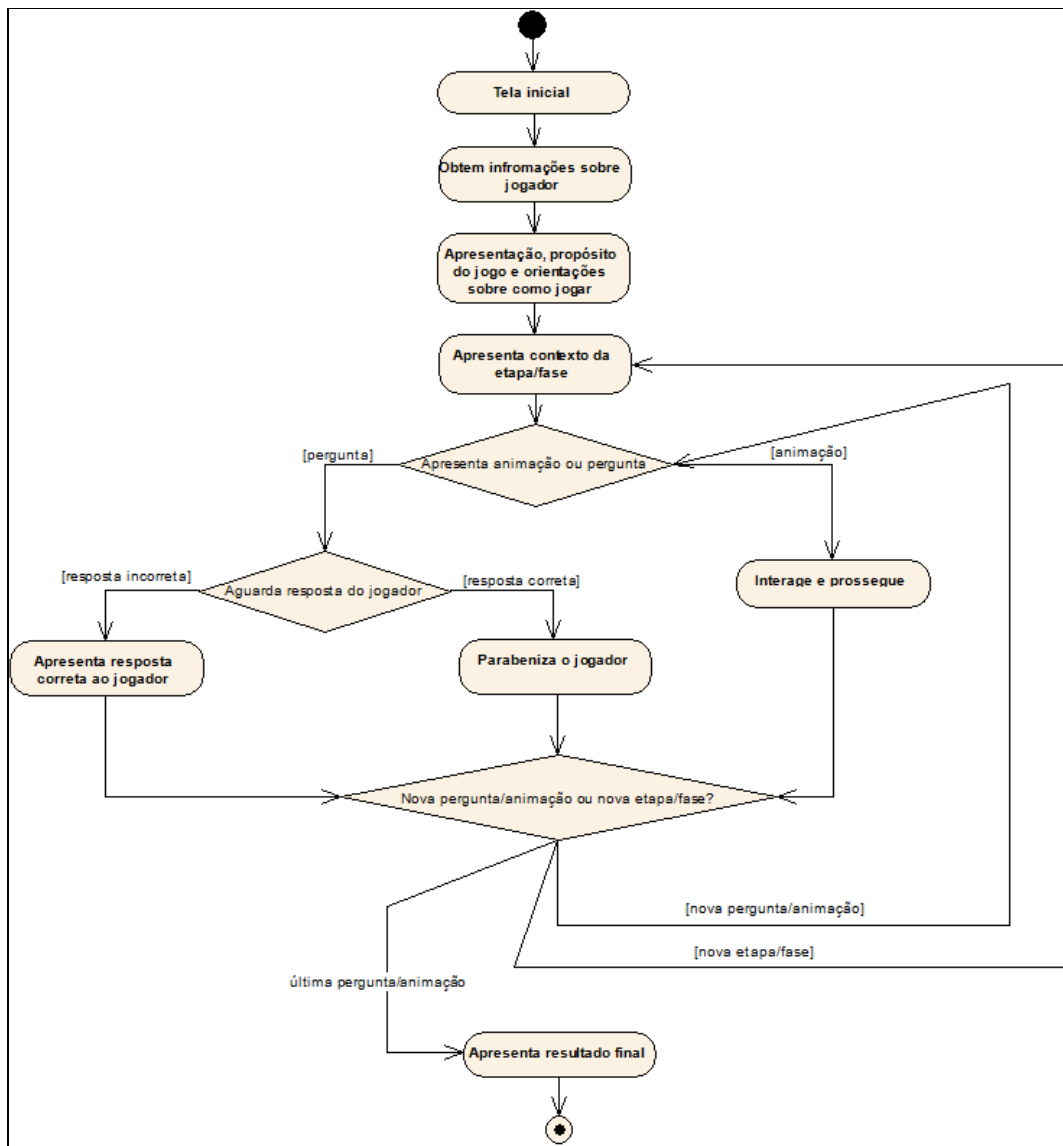 Tela inicial
Obtem infromações sobre
jogador
Apresentação, propósito
do jogo e orientações
sobre como jogar
Apresenta contexto da
etapa/fase
[pergunta]
Apresenta animação ou pergunta
[animação]
[resposta incorreta]
Aguarda resposta do jogador
[resposta correta]
Interage e prossegue
Apresenta resposta
correta ao jogador
Parabeniza o jogador
Nova pergunta/animação ou nova etapa/fase?
[nova pergunta/animação]
[nova etapa/fase]
última pergunta/animação
Apresenta resultado final